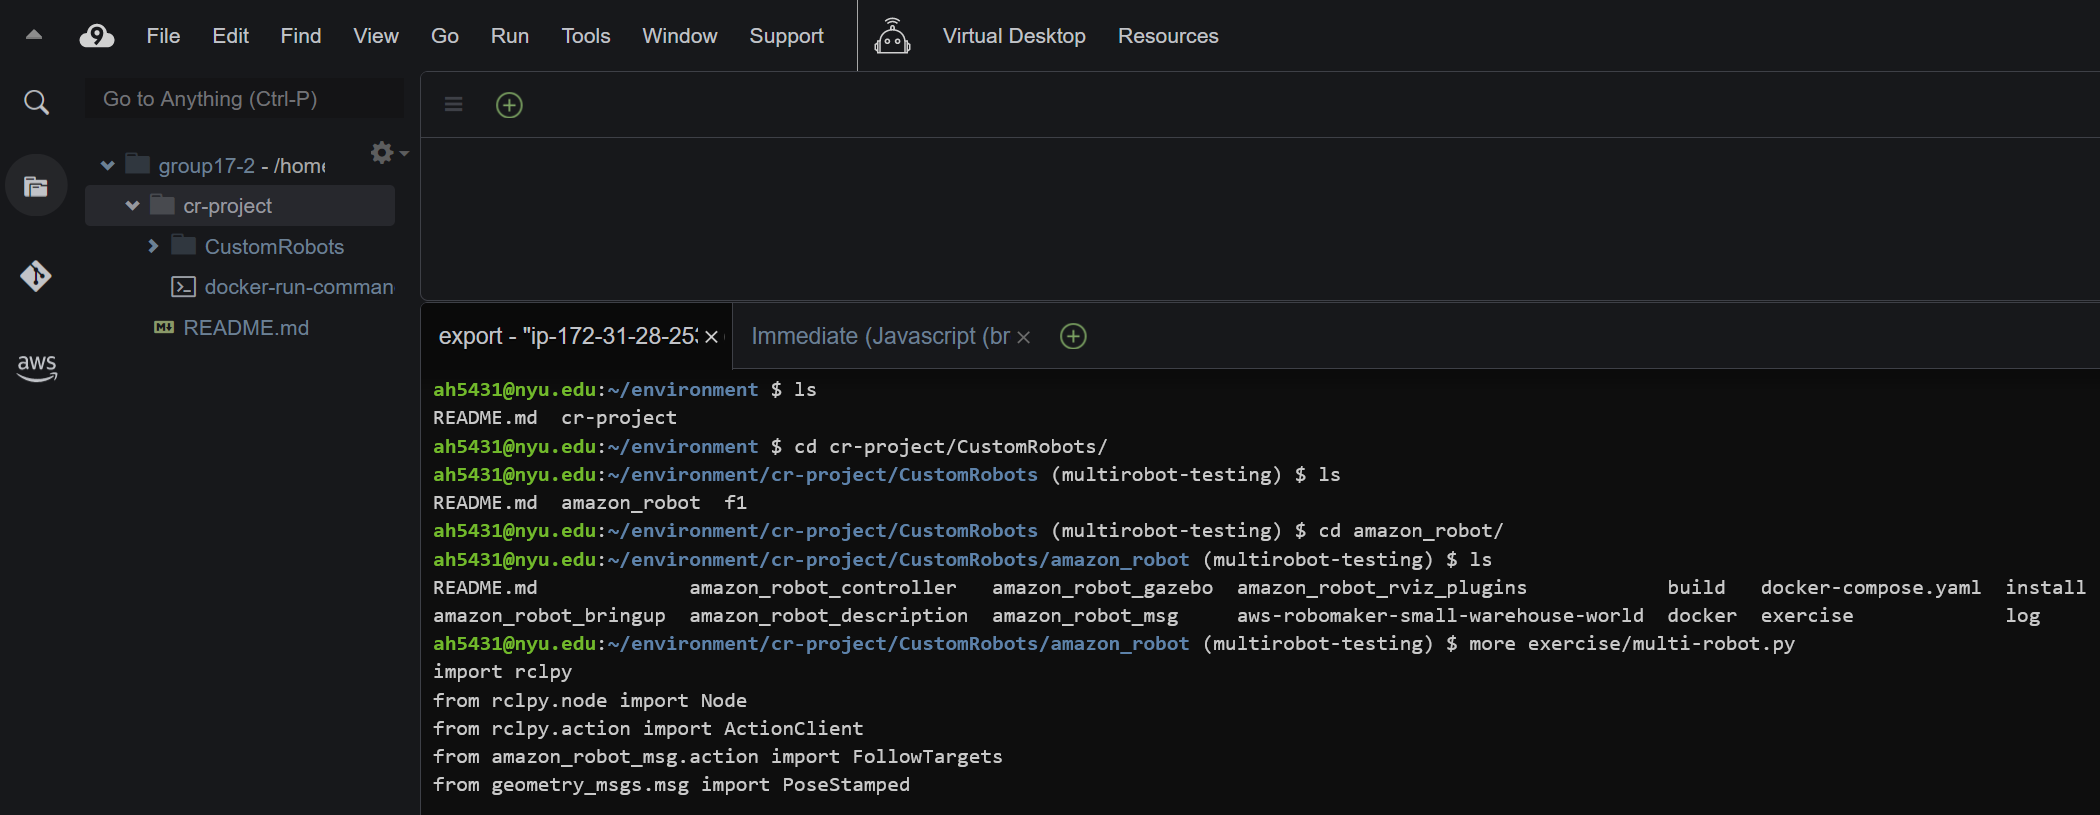 9 File Edit Find View Go Run Tools Window Support Virtual Desktop Resources
Go to Anything (Ctrl-P)
group17-2 - /home
cr-project
CustomRobots
docker-run-comman
README.md
aws
export - "ip-172-31-28-253 Immediate (Javascript (br
ah5431@nyu.edu:~/environment $ ls
README.md cr-project
ah5431@nyu.edu:~/environment $ cd cr-project/CustomRobots/
ah5431@nyu.edu:~/environment/cr-project/CustomRobots (multirobot-testing) $ ls
README.md amazon_robot f1
ah5431@nyu.edu:~/environment/cr-project/CustomRobots (multirobot-testing) $ cd amazon_robot/
ah5431@nyu.edu:~/environment/cr-project/CustomRobots/amazon_robot (multirobot-testing) $ ls
README.md amazon_robot_controller amazon_robot_gazebo amazon_robot_rviz_plugins build docker-compose.yaml install
amazon_robot_bringup amazon_robot_description amazon_robot_msg aws-robomaker-small-warehouse-world docker exercise log
ah5431@nyu.edu:~/environment/cr-project/CustomRobots/amazon_robot (multirobot-testing) $ more exercise/multi-robot.py
import rclpy
from rclpy.node import Node
from rclpy.action import ActionClient
from amazon_robot_msg.action import FollowTargets
from geometry_msgs.msg import PoseStamped